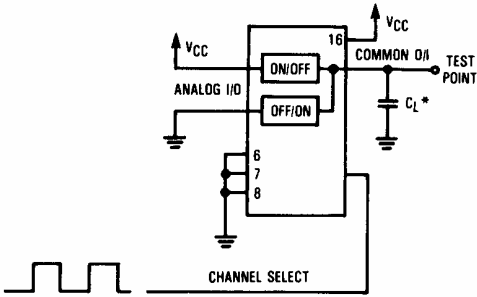 VCC
16
VCC
ON/OFF
COMMON O/I
TEST
POINT
ANALOG I/O
OFF/ON
CL*
6
7
8
CHANNEL SELECT